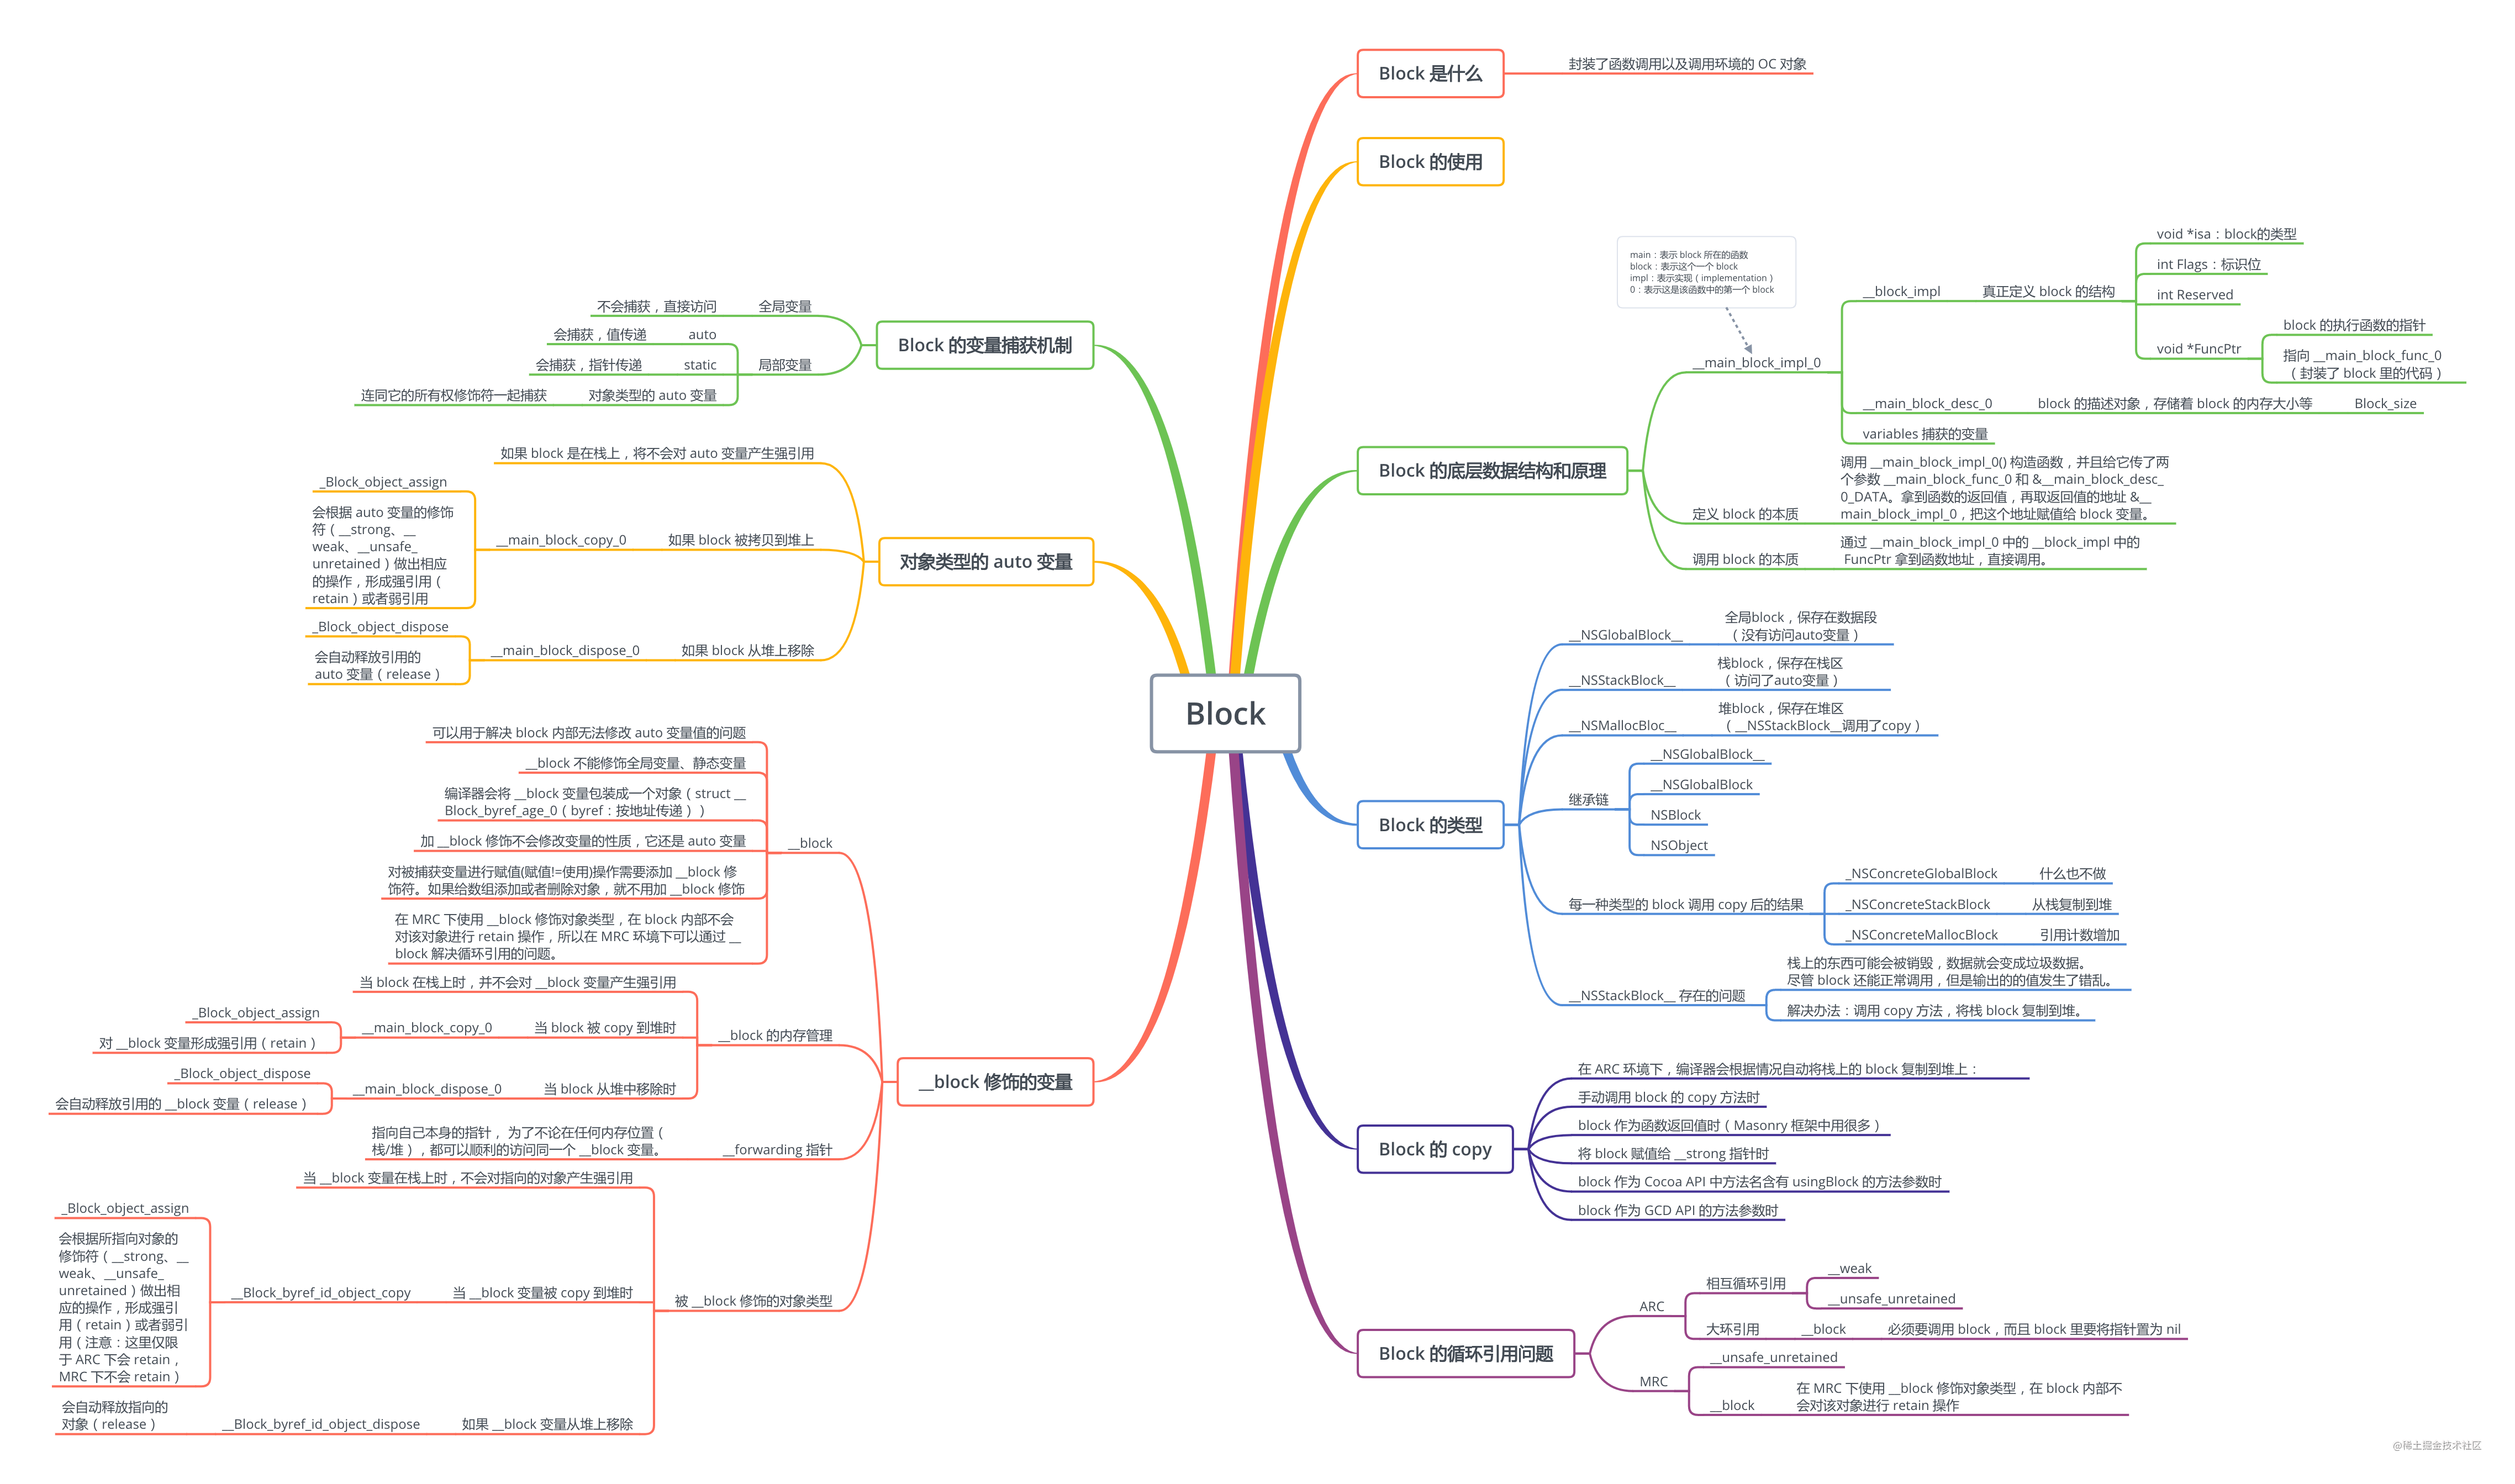 Block
Block 是什么
封装了函数调用以及调用环境的 OC 对象
Block 的使用
Block 的底层数据结构和原理
main：表示 block 所在的函数
block：表示这个一个 block
impl：表示实现（implementation）
0：表示这是该函数中的第一个 block
__main_block_impl_0
__block_impl
真正定义 block 的结构
void *isa：block的类型
int Flags：标识位
int Reserved
void *FuncPtr
block 的执行函数的指针
指向 __main_block_func_0
（封装了 block 里的代码）
__main_block_desc_0
block 的描述对象，存储着 block 的内存大小等
Block_size
variables 捕获的变量
定义 block 的本质
调用 __main_block_impl_0() 构造函数，并且给它传了两
个参数 __main_block_func_0 和 &__main_block_desc_
0_DATA。拿到函数的返回值，再取返回值的地址 &__
main_block_impl_0，把这个地址赋值给 block 变量。
调用 block 的本质
通过 __main_block_impl_0 中的 __block_impl 中的
FuncPtr 拿到函数地址，直接调用。
Block 的类型
__NSGlobalBlock__
全局block，保存在数据段
（没有访问auto变量）
__NSStackBlock__
栈block，保存在栈区
（访问了auto变量）
__NSMallocBloc__
堆block，保存在堆区
（__NSStackBlock__调用了copy）
继承链
__NSGlobalBlock__
__NSGlobalBlock
NSBlock
NSObject
每一种类型的 block 调用 copy 后的结果
_NSConcreteGlobalBlock
什么也不做
_NSConcreteStackBlock
从栈复制到堆
_NSConcreteMallocBlock
引用计数增加
__NSStackBlock__ 存在的问题
栈上的东西可能会被销毁，数据就会变成垃圾数据。
尽管 block 还能正常调用，但是输出的的值发生了错乱。
解决办法：调用 copy 方法，将栈 block 复制到堆。
Block 的 copy
在 ARC 环境下，编译器会根据情况自动将栈上的 block 复制到堆上：
手动调用 block 的 copy 方法时
block 作为函数返回值时（Masonry 框架中用很多）
将 block 赋值给 __strong 指针时
block 作为 Cocoa API 中方法名含有 usingBlock 的方法参数时
block 作为 GCD API 的方法参数时
Block 的循环引用问题
ARC
相互循环引用
__weak
__unsafe_unretained
大环引用
__block
必须要调用 block，而且 block 里要将指针置为 nil
MRC
__unsafe_unretained
__block
在 MRC 下使用 __block 修饰对象类型，在 block 内部不
会对该对象进行 retain 操作
Block 的变量捕获机制
全局变量
不会捕获，直接访问
局部变量
auto
会捕获，值传递
static
会捕获，指针传递
对象类型的 auto 变量
连同它的所有权修饰符一起捕获
对象类型的 auto 变量
如果 block 是在栈上，将不会对 auto 变量产生强引用
如果 block 被拷贝到堆上
__main_block_copy_0
_Block_object_assign
会根据 auto 变量的修饰
符（__strong、__
weak、__unsafe_
unretained）做出相应
的操作，形成强引用（
retain）或者弱引用
如果 block 从堆上移除
__main_block_dispose_0
_Block_object_dispose
会自动释放引用的
auto 变量（release）
__block 修饰的变量
__block
可以用于解决 block 内部无法修改 auto 变量值的问题
__block 不能修饰全局变量、静态变量
编译器会将 __block 变量包装成一个对象（struct __
Block_byref_age_0（byref：按地址传递））
加 __block 修饰不会修改变量的性质，它还是 auto 变量
对被捕获变量进行赋值(赋值!=使用)操作需要添加 __block 修
饰符。如果给数组添加或者删除对象，就不用加 __block 修饰
在 MRC 下使用 __block 修饰对象类型，在 block 内部不会
对该对象进行 retain 操作，所以在 MRC 环境下可以通过 __
block 解决循环引用的问题。
__block 的内存管理
当 block 在栈上时，并不会对 __block 变量产生强引用
当 block 被 copy 到堆时
__main_block_copy_0
_Block_object_assign
对 __block 变量形成强引用（retain）
当 block 从堆中移除时
__main_block_dispose_0
_Block_object_dispose
会自动释放引用的 __block 变量（release）
__forwarding 指针
指向自己本身的指针， 为了不论在任何内存位置（
栈/堆），都可以顺利的访问同一个 __block 变量。
被 __block 修饰的对象类型
当 __block 变量在栈上时，不会对指向的对象产生强引用
当 __block 变量被 copy 到堆时
__Block_byref_id_object_copy
_Block_object_assign
会根据所指向对象的
修饰符（__strong、__
weak、__unsafe_
unretained）做出相
应的操作，形成强引
用（retain）或者弱引
用（注意：这里仅限
于 ARC 下会 retain，
MRC 下不会 retain）
如果 __block 变量从堆上移除
__Block_byref_id_object_dispose
会自动释放指向的
对象（release）
@稀土掘金技术社区